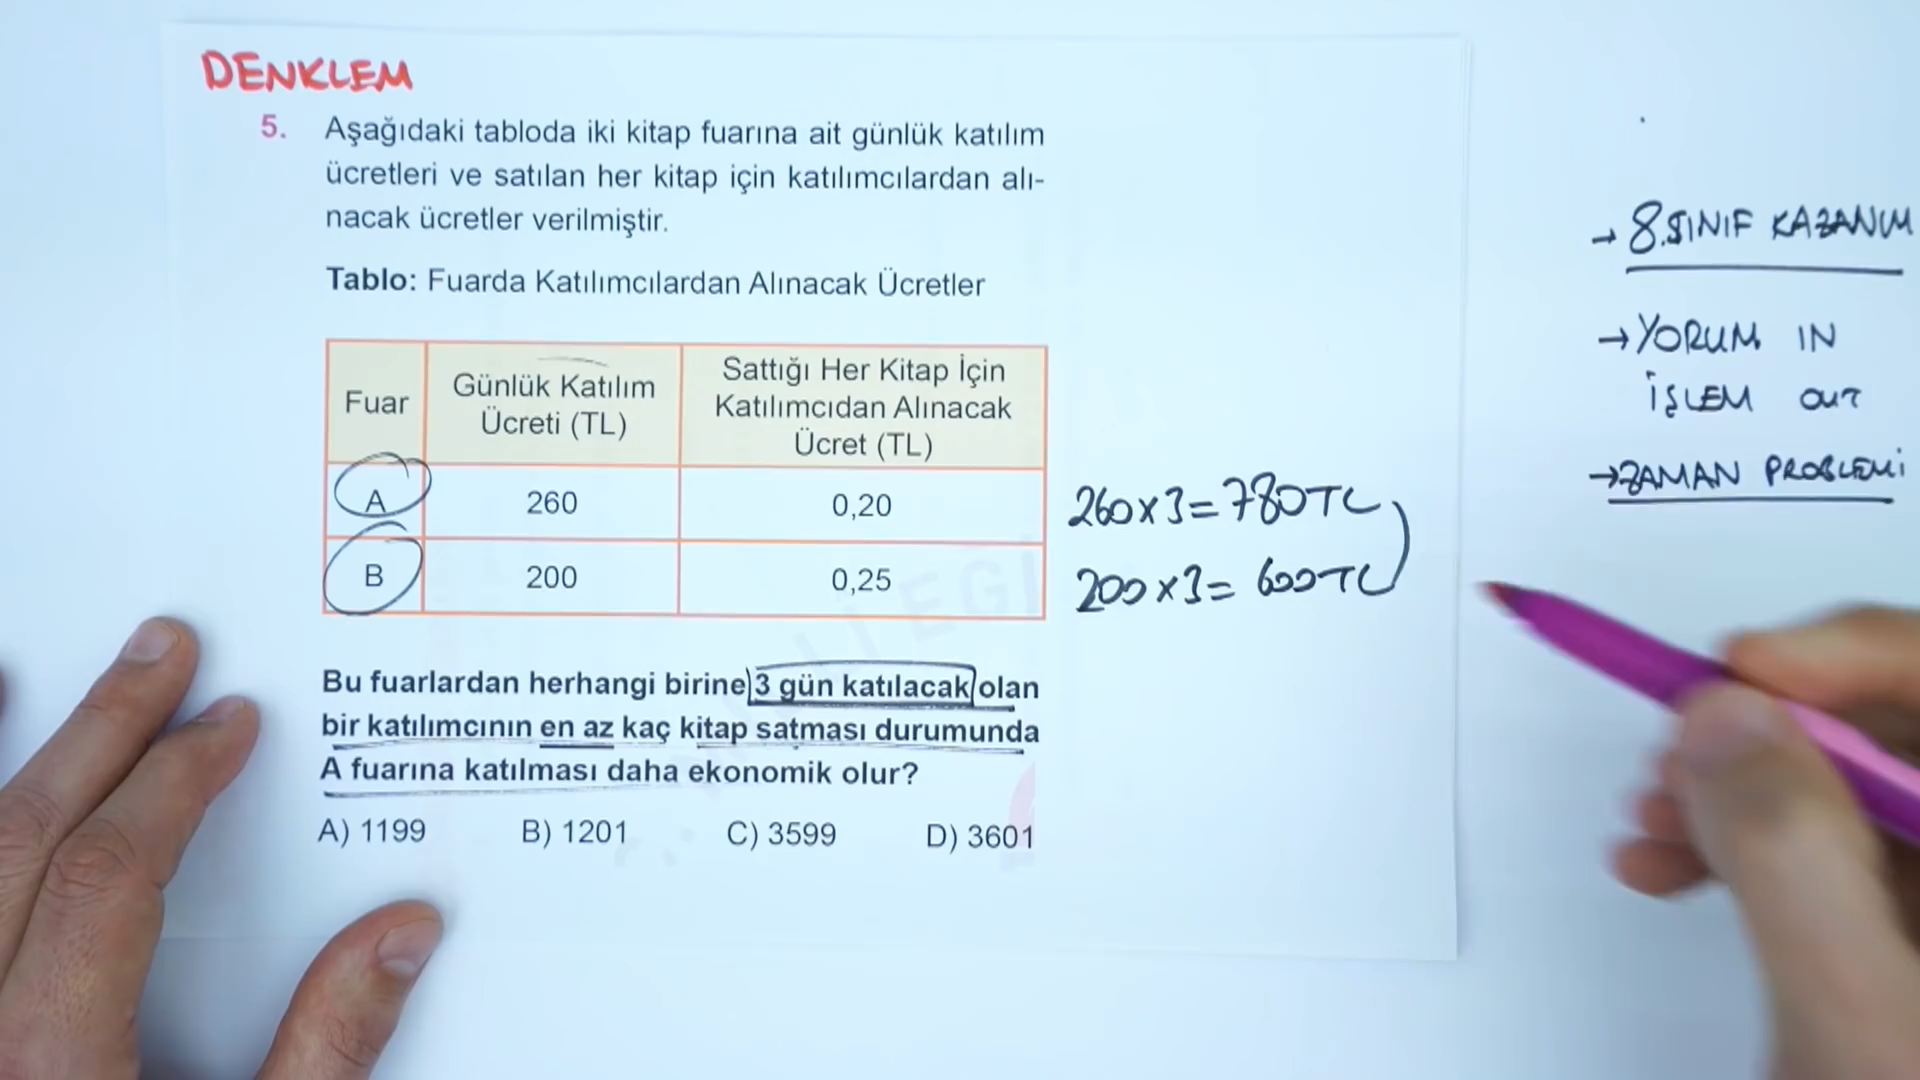 DENKLEM
5. Aşağıdaki tabloda iki kitap fuarına ait günlük katılım
ücretleri ve satılan her kitap için katılımcılardan alı-
nacak ücretler verilmiştir.
Tablo: Fuarda Katılımcılardan Alınacak Ücretler
Fuar
Günlük Katılım
Ücreti (TL)
Sattığı Her Kitap İçin
Katılımcıdan Alınacak
Ücret (TL)
A 260 0,20
B 200 0,25
260x3=780TL
200x3=600TL
Bu fuarlardan herhangi birine 3 gün katılacak olan
bir katılımcının en az kaç kitap satması durumunda
A fuarına katılması daha ekonomik olur?
A) 1199 B) 1201 C) 3599 D) 3601
→ 8.SINIF KAZANIM
→ YORUM IN
İŞLEM OUT
→ ZAMAN PROBLEMi